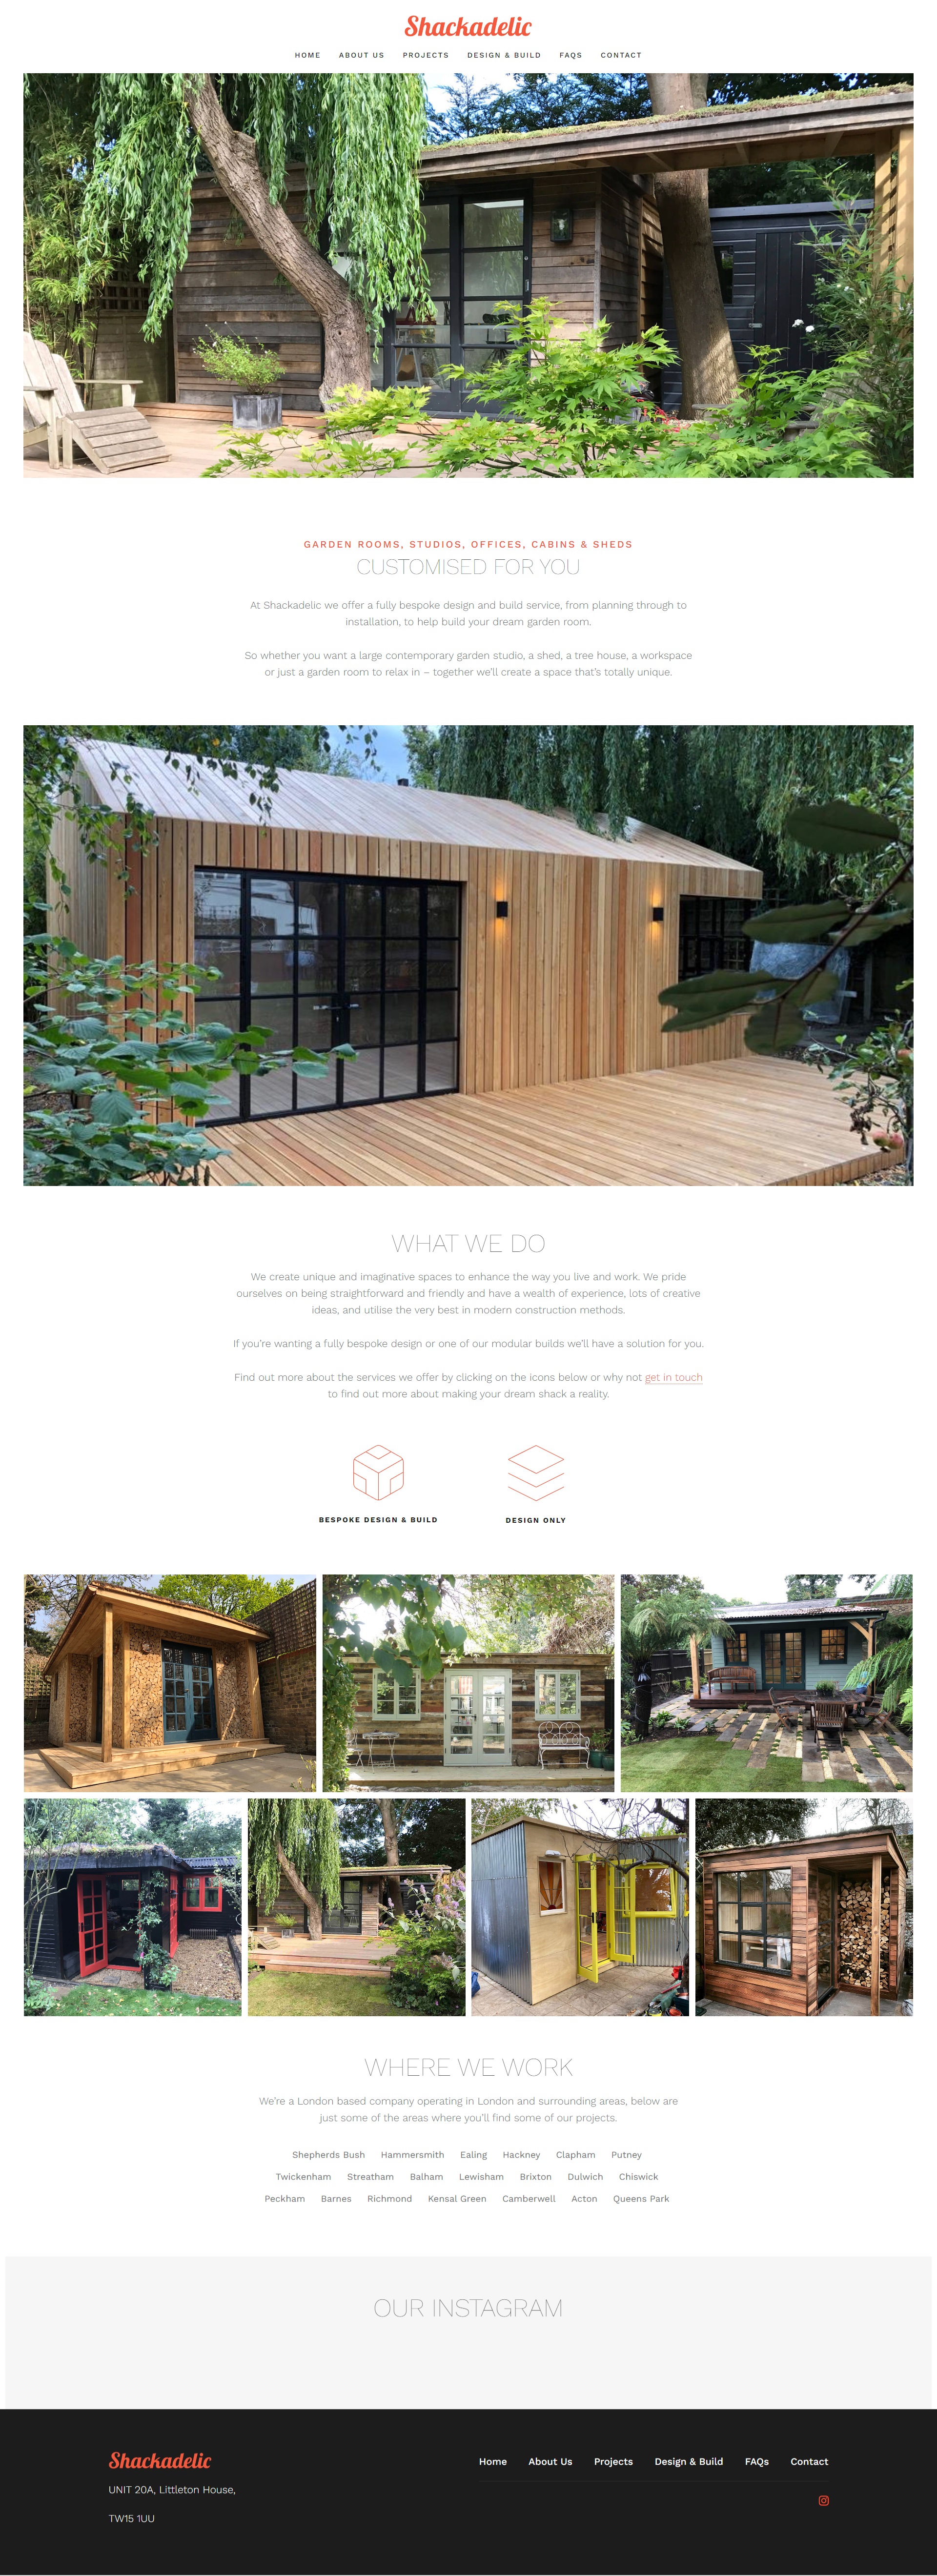 Shackadelic
HOME ABOUT US PROJECTS DESIGN & BUILD FAQS CONTACT
GARDEN ROOMS, STUDIOS, OFFICES, CABINS & SHEDS
CUSTOMISED FOR YOU
At Shackadelic we offer a fully bespoke design and build service, from planning through to
installation, to help build your dream garden room.
So whether you want a large contemporary garden studio, a shed, a tree house, a workspace
or just a garden room to relax in – together we'll create a space that's totally unique.
WHAT WE DO
We create unique and imaginative spaces to enhance the way you live and work. We pride
ourselves on being straightforward and friendly and have a wealth of experience, lots of creative
ideas, and utilise the very best in modern construction methods.
If you're wanting a fully bespoke design or one of our modular builds we'll have a solution for you.
Find out more about the services we offer by clicking on the icons below or why not get in touch
to find out more about making your dream shack a reality.
BESPOKE DESIGN & BUILD DESIGN ONLY
WHERE WE WORK
We're a London based company operating in London and surrounding areas, below are
just some of the areas where you'll find some of our projects.
Shepherds Bush Hammersmith Ealing Hackney Clapham Putney
Twickenham Streatham Balham Lewisham Brixton Dulwich Chiswick
Peckham Barnes Richmond Kensal Green Camberwell Acton Queens Park
OUR INSTAGRAM
Shackadelic
Home About Us Projects Design & Build FAQs Contact
UNIT 20A, Littleton House,
TW15 1UU